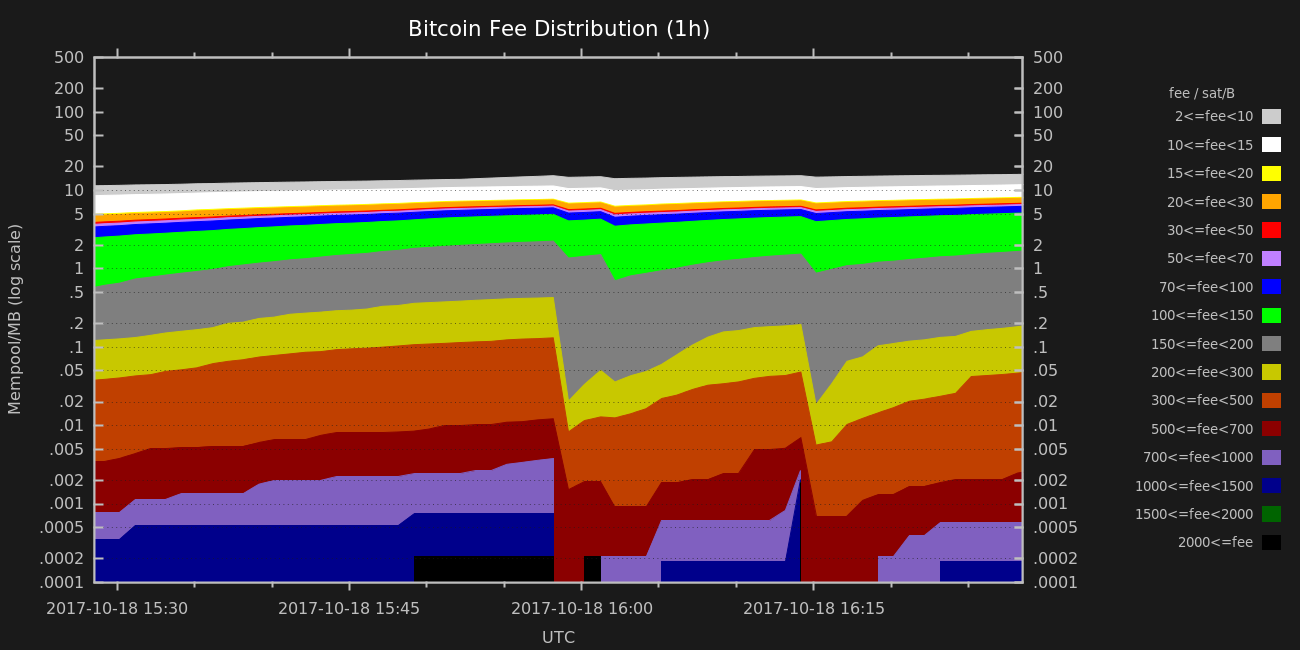 Bitcoin Fee Distribution (1h)
Mempool/MB (log scale)
500
200
100
50
20
10
5
2
1
.5
.2
.1
.05
.02
.01
.005
.002
.001
.0005
.0002
.0001
500
200
100
50
20
10
5
2
1
.5
.2
.1
.05
.02
.01
.005
.002
.001
.0005
.0002
.0001
2017-10-18 15:30
2017-10-18 15:45
2017-10-18 16:00
2017-10-18 16:15
UTC
fee / sat/B
2<=fee<10
10<=fee<15
15<=fee<20
20<=fee<30
30<=fee<50
50<=fee<70
70<=fee<100
100<=fee<150
150<=fee<200
200<=fee<300
300<=fee<500
500<=fee<700
700<=fee<1000
1000<=fee<1500
1500<=fee<2000
2000<=fee